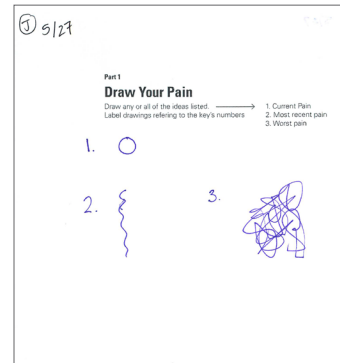 J 5/27
Part 1
Draw Your Pain
Draw any or all of the ideas listed. 1. Current Pain
Label drawings refering to the key's numbers 2. Most recent pain
3. Worst pain
1.
2. 3.